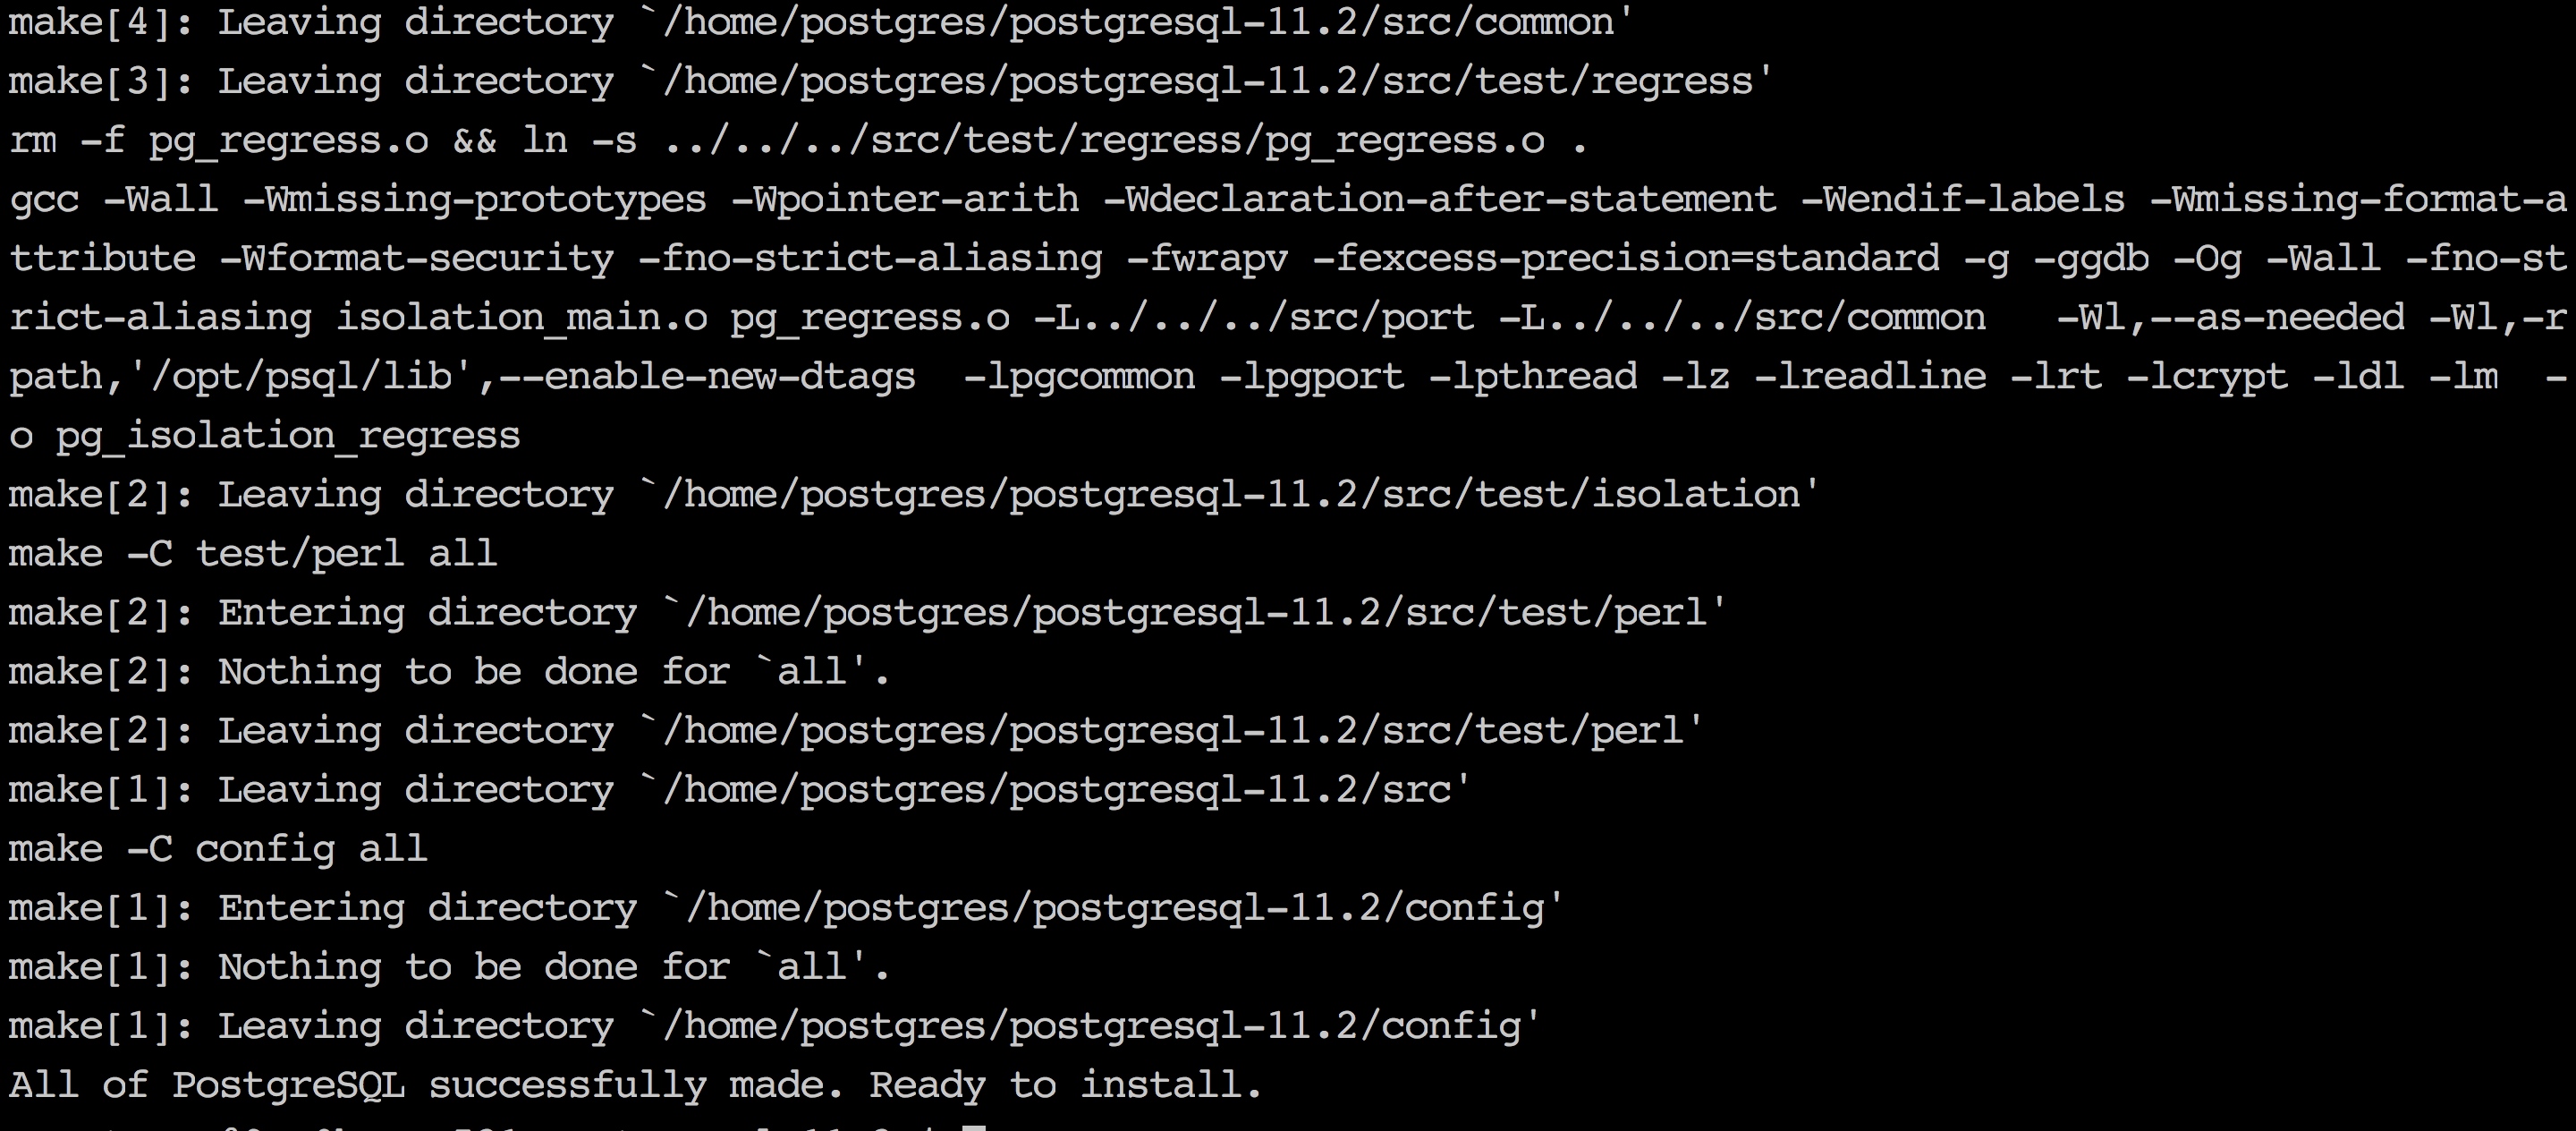 make[4]: Leaving directory `/home/postgres/postgresql-11.2/src/common'
make[3]: Leaving directory `/home/postgres/postgresql-11.2/src/test/regress'
rm -f pg_regress.o && ln -s ../../../src/test/regress/pg_regress.o .
gcc -Wall -Wmissing-prototypes -Wpointer-arith -Wdeclaration-after-statement -Wendif-labels -Wmissing-format-a
ttribute -Wformat-security -fno-strict-aliasing -fwrapv -fexcess-precision=standard -g -ggdb -Og -Wall -fno-st
rict-aliasing isolation_main.o pg_regress.o -L../../../src/port -L../../../src/common   -Wl,--as-needed -Wl,-r
path,'/opt/psql/lib',--enable-new-dtags  -lpgcommon -lpgport -lpthread -lz -lreadline -lrt -lcrypt -ldl -lm  -
o pg_isolation_regress
make[2]: Leaving directory `/home/postgres/postgresql-11.2/src/test/isolation'
make -C test/perl all
make[2]: Entering directory `/home/postgres/postgresql-11.2/src/test/perl'
make[2]: Nothing to be done for `all'.
make[2]: Leaving directory `/home/postgres/postgresql-11.2/src/test/perl'
make[1]: Leaving directory `/home/postgres/postgresql-11.2/src'
make -C config all
make[1]: Entering directory `/home/postgres/postgresql-11.2/config'
make[1]: Nothing to be done for `all'.
make[1]: Leaving directory `/home/postgres/postgresql-11.2/config'
All of PostgreSQL successfully made. Ready to install.